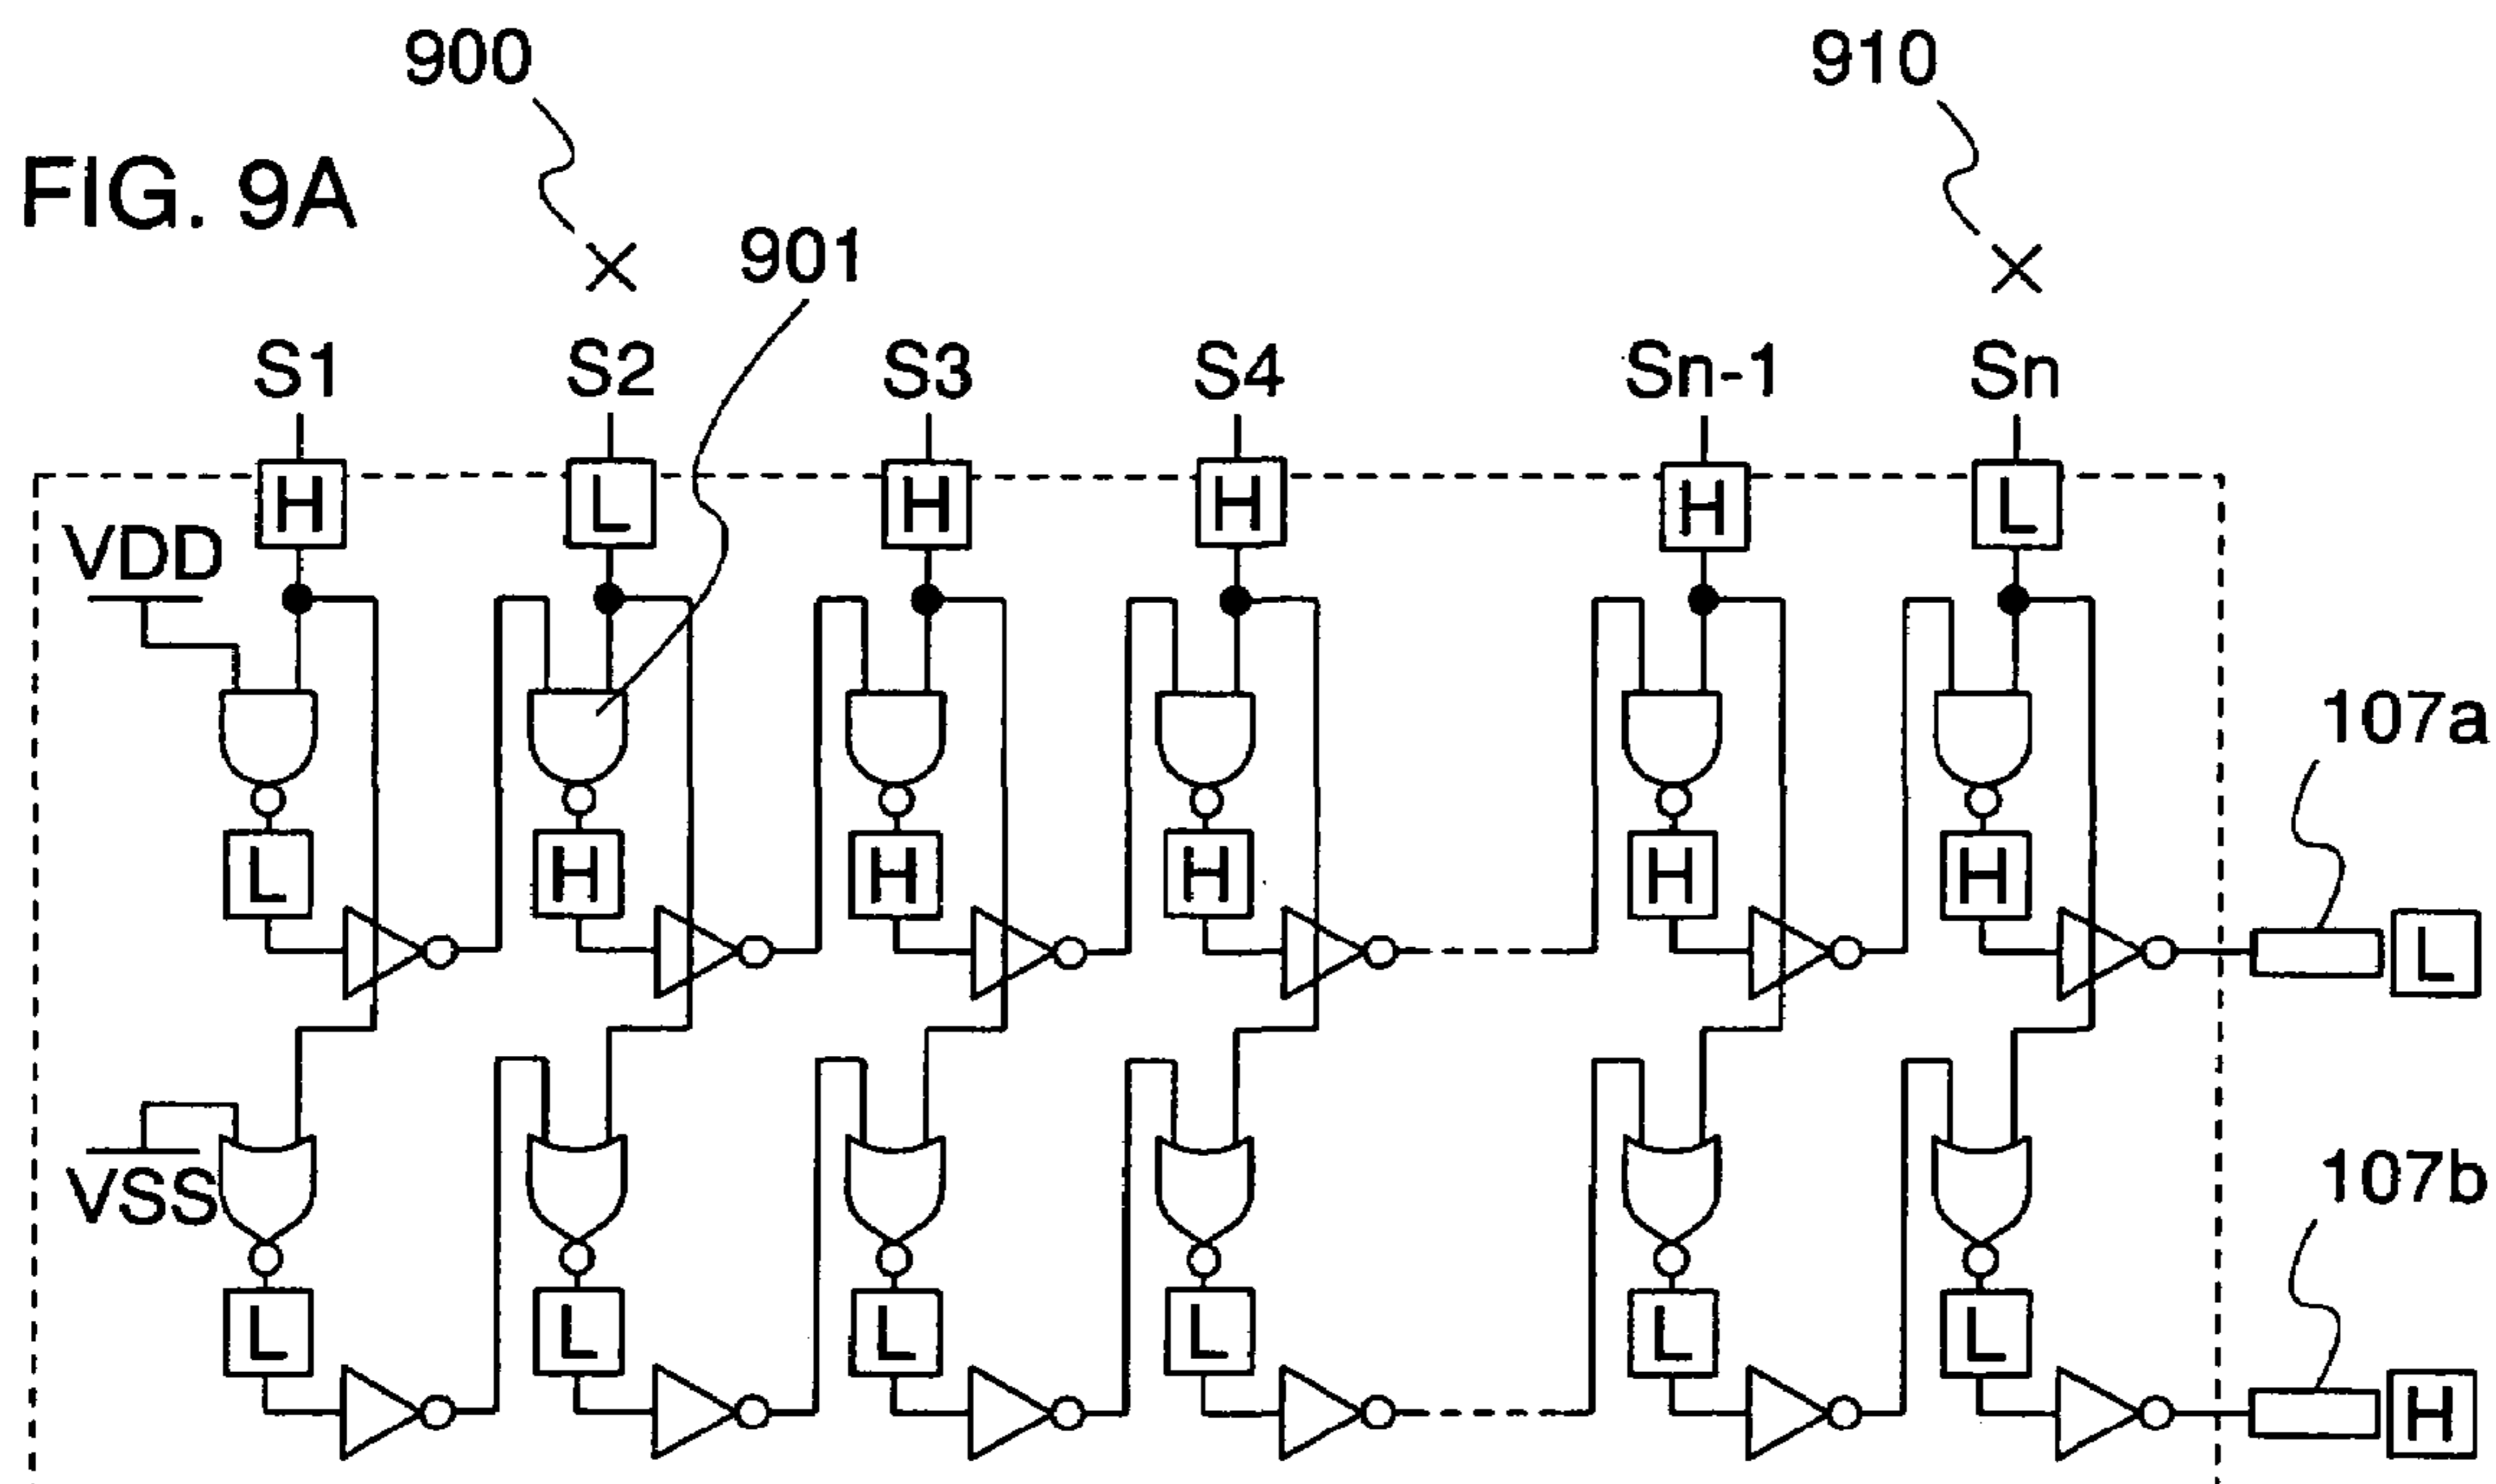 900 910
FIG. 9A
901
S1 S2 S3 S4 Sn-1 Sn
H L H H H L
VDD
107a
L H H H H H
L
107b
VSS
L L L L L L
H